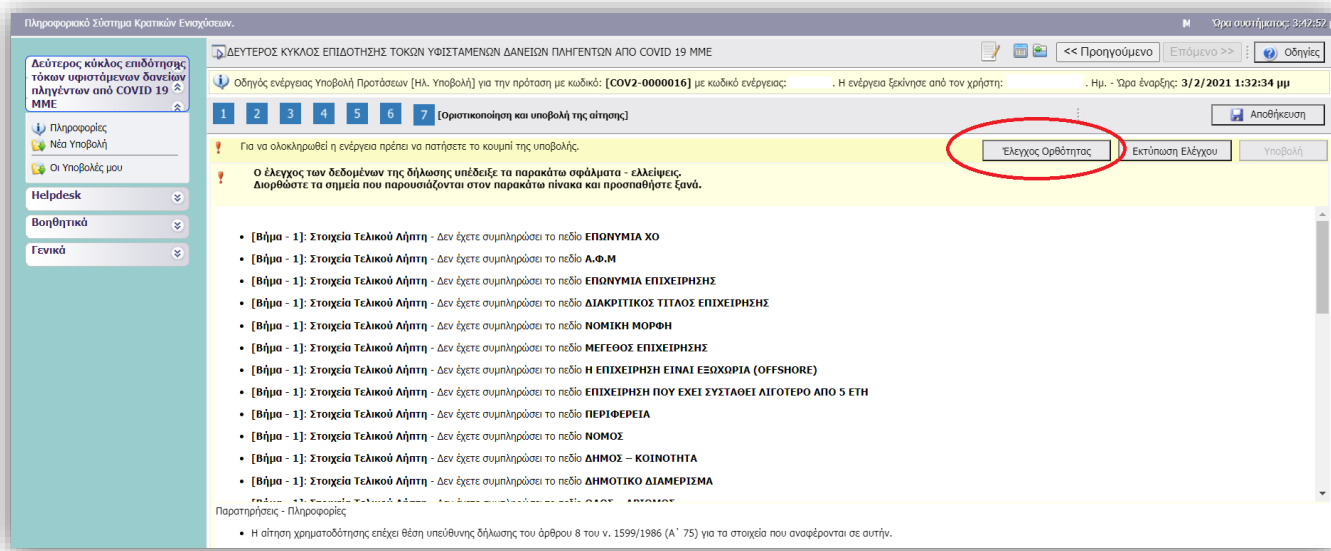 Πληροφοριακό Σύστημα Κρατικών Ενισχύσεων.
Ώρα συστήματος: 3:42:52
Δεύτερος κύκλος επιδότησης τόκων υφιστάμενων δανείων πληγέντων από COVID 19 ΜΜΕ
Πληροφορίες
Νέα Υποβολή
Οι Υποβολές μου
Helpdesk
Βοηθητικά
Γενικά
ΔΕΥΤΕΡΟΣ ΚΥΚΛΟΣ ΕΠΙΔΟΤΗΣΗΣ ΤΟΚΩΝ ΥΦΙΣΤΑΜΕΝΩΝ ΔΑΝΕΙΩΝ ΠΛΗΓΕΝΤΩΝ ΑΠΟ COVID 19 ΜΜΕ
<< Προηγούμενο Επόμενο >> Οδηγίες
Οδηγός ενέργειας Υποβολή Προτάσεων [Ηλ. Υποβολή] για την πρόταση με κωδικό: [COV2-0000016] με κωδικό ενέργειας: . Η ενέργεια ξεκίνησε από τον χρήστη: . Ημ. - Ώρα έναρξης: 3/2/2021 1:32:34 μμ
1 2 3 4 5 6 7 [Οριστικοποίηση και υποβολή της αίτησης] Αποθήκευση
Για να ολοκληρωθεί η ενέργεια πρέπει να πατήσετε το κουμπί της υποβολής. Έλεγχος Ορθότητας Εκτύπωση Ελέγχου Υποβολή
Ο έλεγχος των δεδομένων της δήλωσης υπέδειξε τα παρακάτω σφάλματα - ελλείψεις.
Διορθώστε τα σημεία που παρουσιάζονται στον παρακάτω πίνακα και προσπαθήστε ξανά.
• [Βήμα - 1]: Στοιχεία Τελικού Λήπτη - Δεν έχετε συμπληρώσει το πεδίο ΕΠΩΝΥΜΙΑ ΧΟ
• [Βήμα - 1]: Στοιχεία Τελικού Λήπτη - Δεν έχετε συμπληρώσει το πεδίο Α.Φ.Μ
• [Βήμα - 1]: Στοιχεία Τελικού Λήπτη - Δεν έχετε συμπληρώσει το πεδίο ΕΠΩΝΥΜΙΑ ΕΠΙΧΕΙΡΗΣΗΣ
• [Βήμα - 1]: Στοιχεία Τελικού Λήπτη - Δεν έχετε συμπληρώσει το πεδίο ΔΙΑΚΡΙΤΙΚΟΣ ΤΙΤΛΟΣ ΕΠΙΧΕΙΡΗΣΗΣ
• [Βήμα - 1]: Στοιχεία Τελικού Λήπτη - Δεν έχετε συμπληρώσει το πεδίο ΝΟΜΙΚΗ ΜΟΡΦΗ
• [Βήμα - 1]: Στοιχεία Τελικού Λήπτη - Δεν έχετε συμπληρώσει το πεδίο ΜΕΓΕΘΟΣ ΕΠΙΧΕΙΡΗΣΗΣ
• [Βήμα - 1]: Στοιχεία Τελικού Λήπτη - Δεν έχετε συμπληρώσει το πεδίο Η ΕΠΙΧΕΙΡΗΣΗ ΕΙΝΑΙ ΕΞΩΧΩΡΙΑ (OFFSHORE)
• [Βήμα - 1]: Στοιχεία Τελικού Λήπτη - Δεν έχετε συμπληρώσει το πεδίο ΕΠΙΧΕΙΡΗΣΗ ΠΟΥ ΕΧΕΙ ΣΥΣΤΑΘΕΙ ΛΙΓΟΤΕΡΟ ΑΠΟ 5 ΕΤΗ
• [Βήμα - 1]: Στοιχεία Τελικού Λήπτη - Δεν έχετε συμπληρώσει το πεδίο ΠΕΡΙΦΕΡΕΙΑ
• [Βήμα - 1]: Στοιχεία Τελικού Λήπτη - Δεν έχετε συμπληρώσει το πεδίο ΝΟΜΟΣ
• [Βήμα - 1]: Στοιχεία Τελικού Λήπτη - Δεν έχετε συμπληρώσει το πεδίο ΔΗΜΟΣ – ΚΟΙΝΟΤΗΤΑ
• [Βήμα - 1]: Στοιχεία Τελικού Λήπτη - Δεν έχετε συμπληρώσει το πεδίο ΔΗΜΟΤΙΚΟ ΔΙΑΜΕΡΙΣΜΑ
Παρατηρήσεις - Πληροφορίες
• Η αίτηση χρηματοδότησης επέχει θέση υπεύθυνης δήλωσης του άρθρου 8 του ν. 1599/1986 (Α΄ 75) για τα στοιχεία που αναφέρονται σε αυτήν.